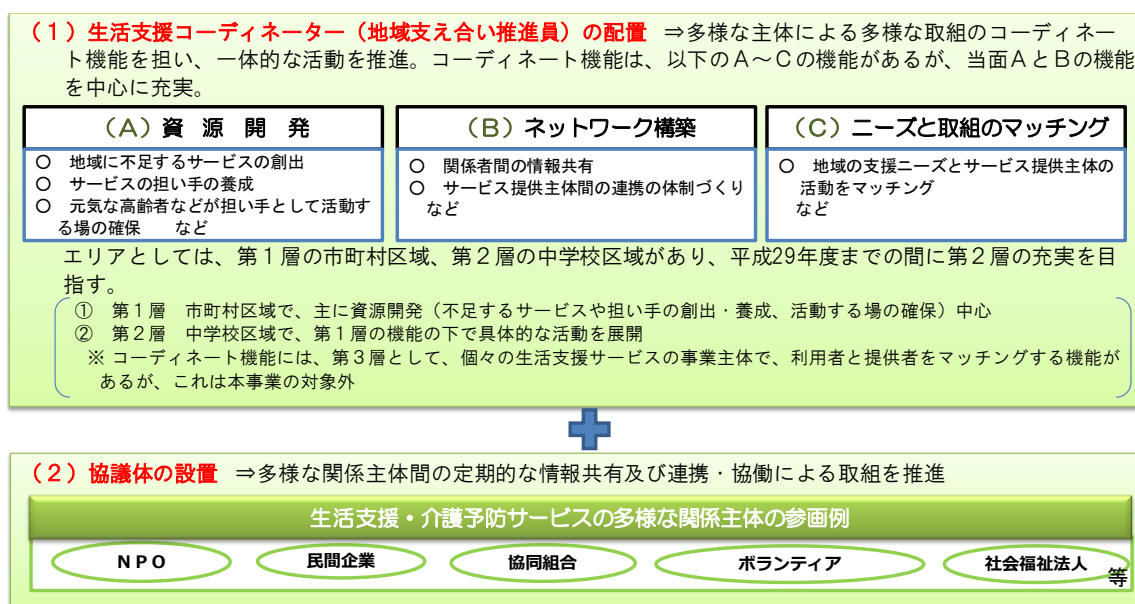 （１）生活支援コーディネーター（地域支え合い推進員）の配置 ⇒多様な主体による多様な取組のコーディネー
ト機能を担い、一体的な活動を推進。コーディネート機能は、以下のＡ～Ｃの機能があるが、当面ＡとＢの機能
を中心に充実。
（Ａ）資 源 開 発
○ 地域に不足するサービスの創出
○ サービスの担い手の養成
○ 元気な高齢者などが担い手として活動す
る場の確保 など
（Ｂ）ネットワーク構築
○ 関係者間の情報共有
○ サービス提供主体間の連携の体制づくり
など
（Ｃ）ニーズと取組のマッチング
○ 地域の支援ニーズとサービス提供主体の
活動をマッチング
など
エリアとしては、第１層の市町村区域、第２層の中学校区域があり、平成29年度までの間に第２層の充実を目
指す。
① 第１層 市町村区域で、主に資源開発（不足するサービスや担い手の創出・養成、活動する場の確保）中心
② 第２層 中学校区域で、第１層の機能の下で具体的な活動を展開
※ コーディネート機能には、第３層として、個々の生活支援サービスの事業主体で、利用者と提供者をマッチングする機能が
あるが、これは本事業の対象外
（２）協議体の設置 ⇒多様な関係主体間の定期的な情報共有及び連携・協働による取組を推進
生活支援・介護予防サービスの多様な関係主体の参画例
ＮＰＯ
民間企業
協同組合
ボランティア
社会福祉法人
等